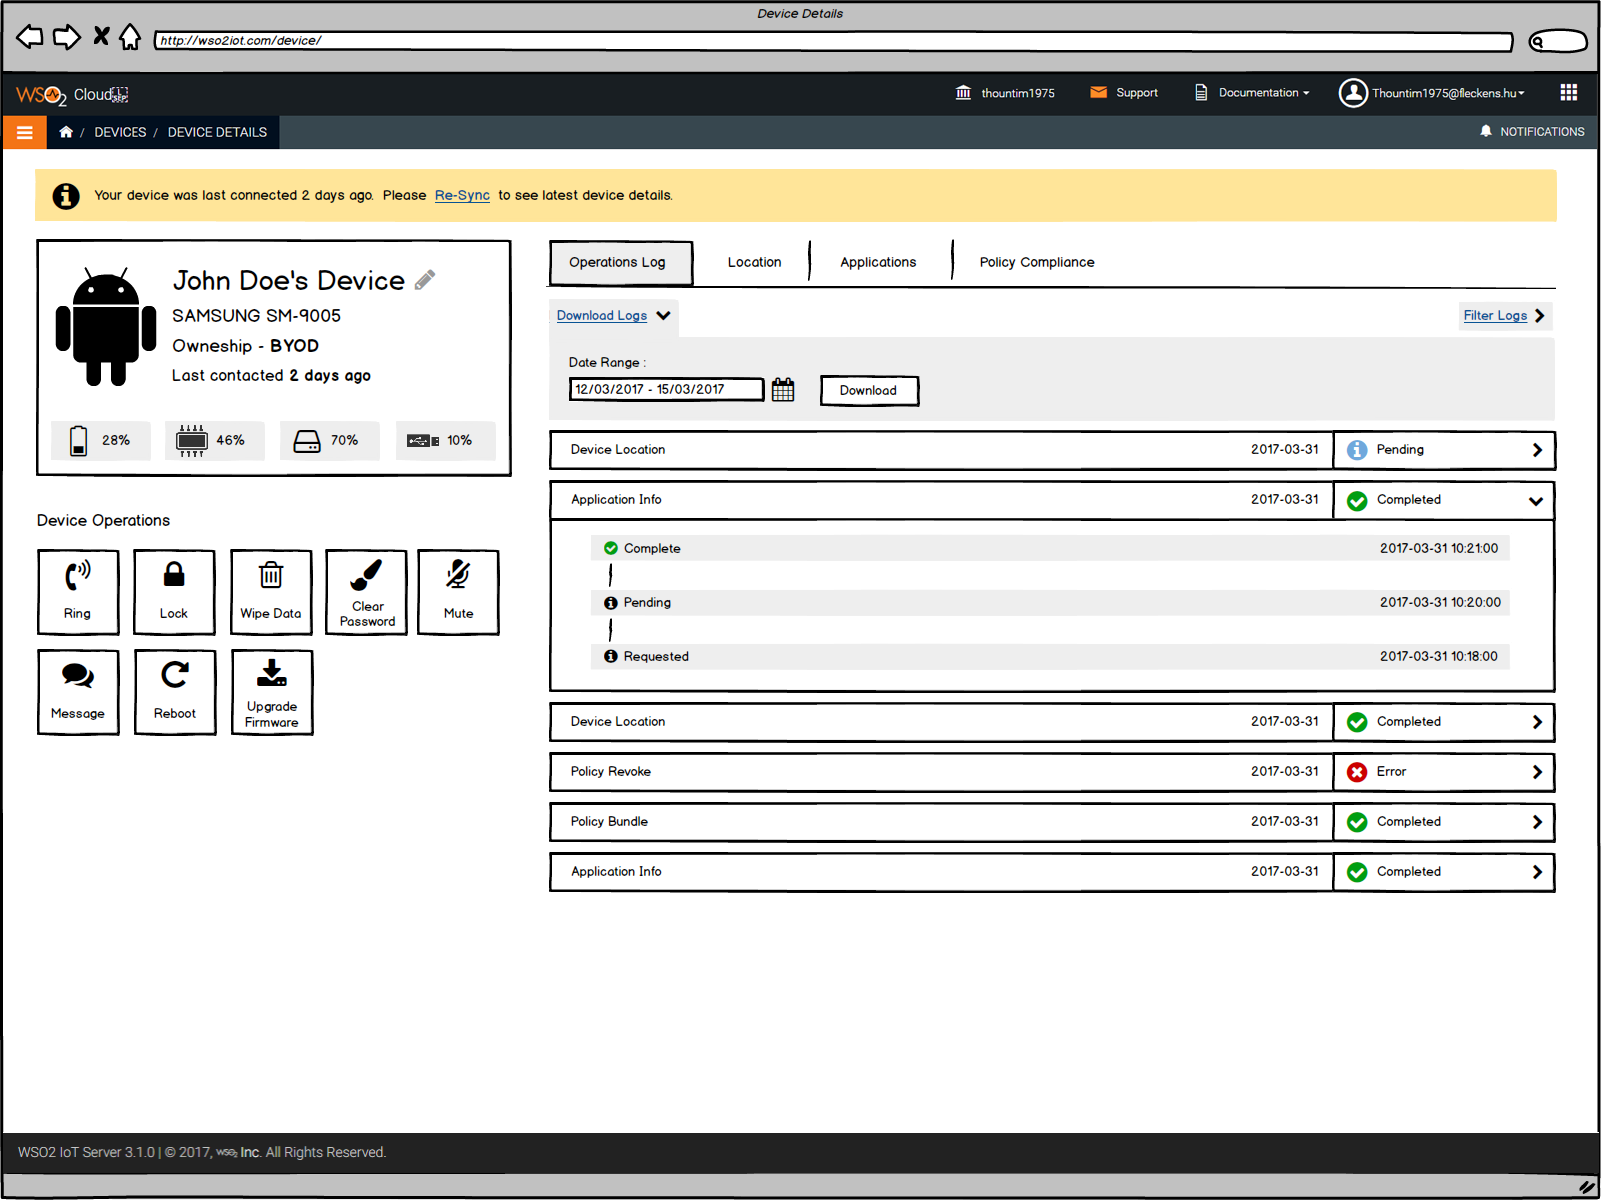 Device Details
http://wso2iot.com/device/
WSO2 Cloud
thountim1975
Support
Documentation
Thountim1975@fleckens.hu
/ DEVICES / DEVICE DETAILS
NOTIFICATIONS
Your device was last connected 2 days ago. Please Re-Sync to see latest device details.
John Doe's Device
SAMSUNG SM-9005
Owneship - BYOD
Last contacted 2 days ago
28%
46%
70%
10%
Device Operations
Ring
Lock
Wipe Data
Clear
Password
Mute
Message
Reboot
Upgrade
Firmware
Operations Log
Location
Applications
Policy Compliance
Download Logs
Filter Logs
Date Range :
12/03/2017 - 15/03/2017
Download
Device Location 2017-03-31 Pending
Application Info 2017-03-31 Completed
Complete 2017-03-31 10:21:00
Pending 2017-03-31 10:20:00
Requested 2017-03-31 10:18:00
Device Location 2017-03-31 Completed
Policy Revoke 2017-03-31 Error
Policy Bundle 2017-03-31 Completed
Application Info 2017-03-31 Completed
WSO2 IoT Server 3.1.0 | © 2017, WSO2 Inc. All Rights Reserved.